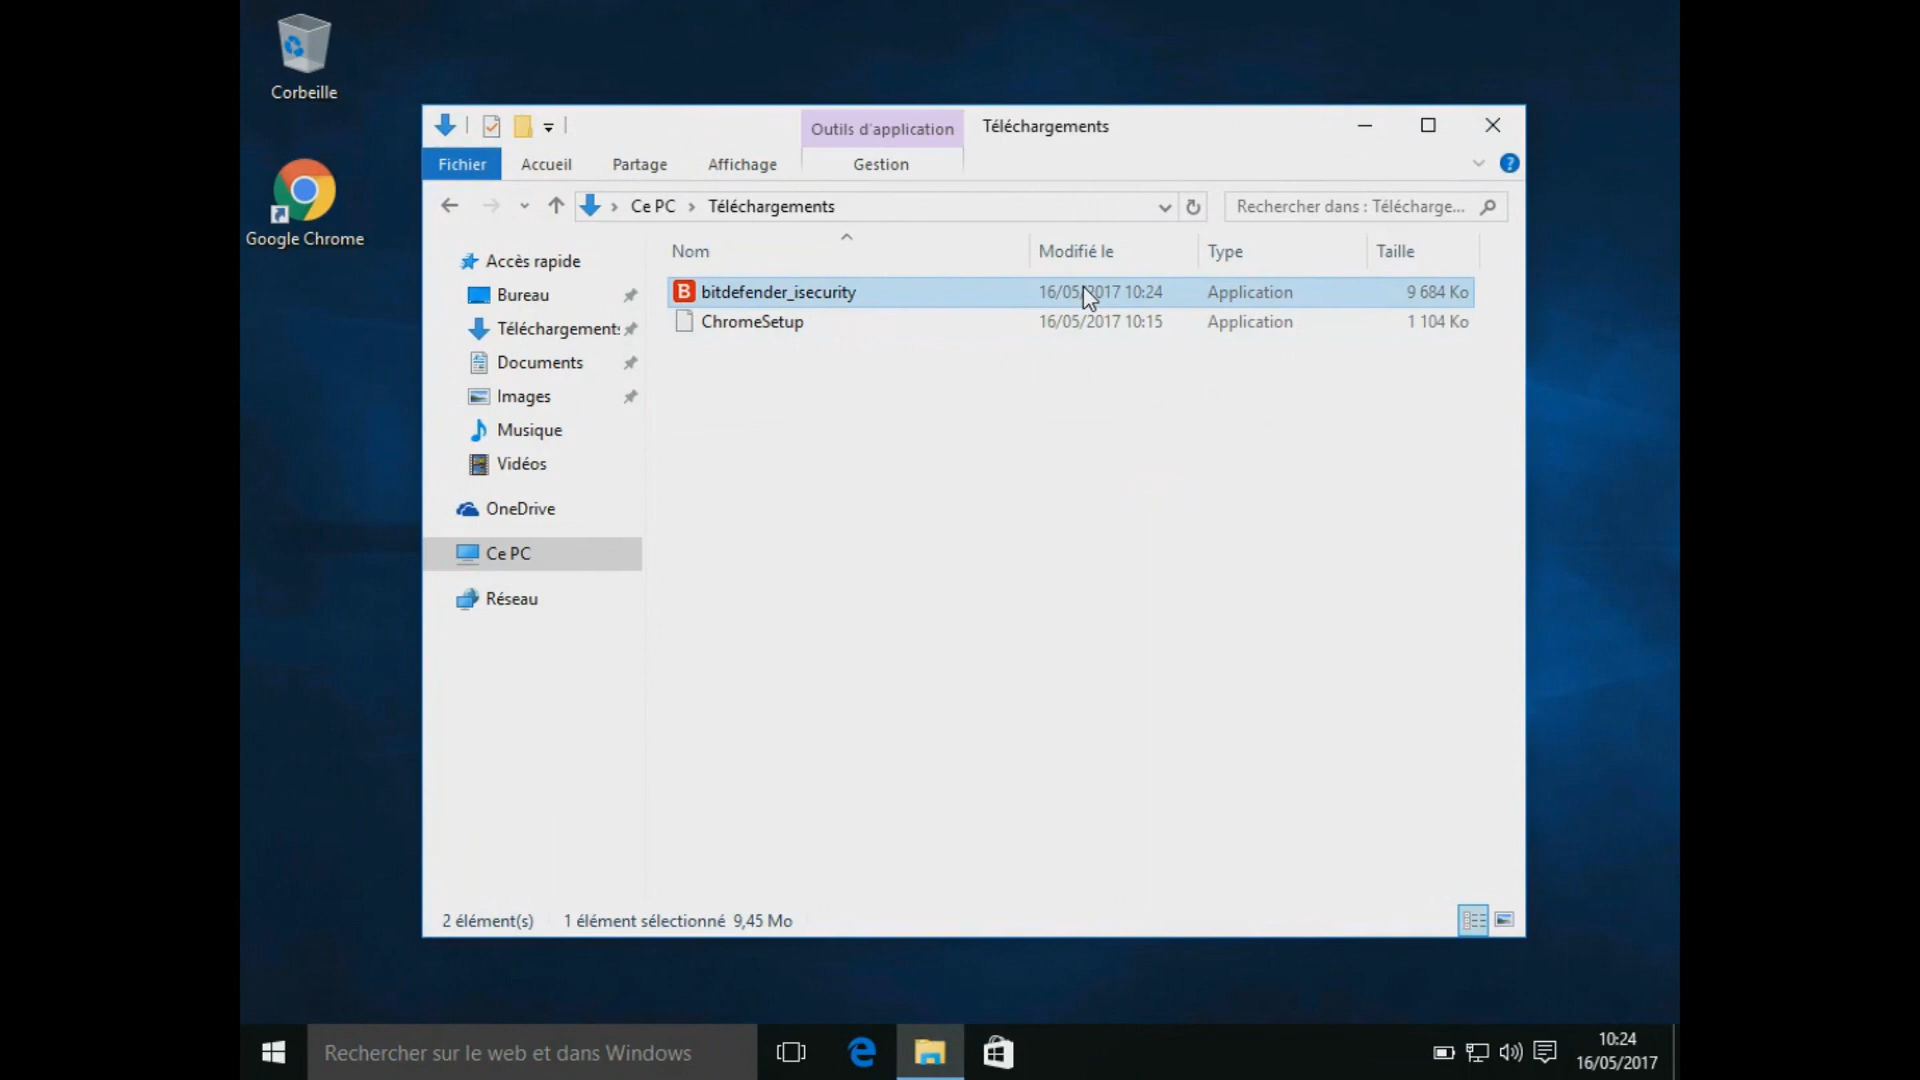 Corbeille
Google Chrome
Outils d'application
Téléchargements
Fichier
Accueil
Partage
Affichage
Gestion
Ce PC
Téléchargements
Rechercher dans : Télécharge...
Nom
Modifié le
Type
Taille
bitdefender_isecurity
16/05/2017 10:24
Application
9 684 Ko
ChromeSetup
16/05/2017 10:15
Application
1 104 Ko
Accès rapide
Bureau
Téléchargement
Documents
Images
Musique
Vidéos
OneDrive
Ce PC
Réseau
2 élément(s)
1 élément sélectionné 9,45 Mo
Rechercher sur le web et dans Windows
10:24
16/05/2017